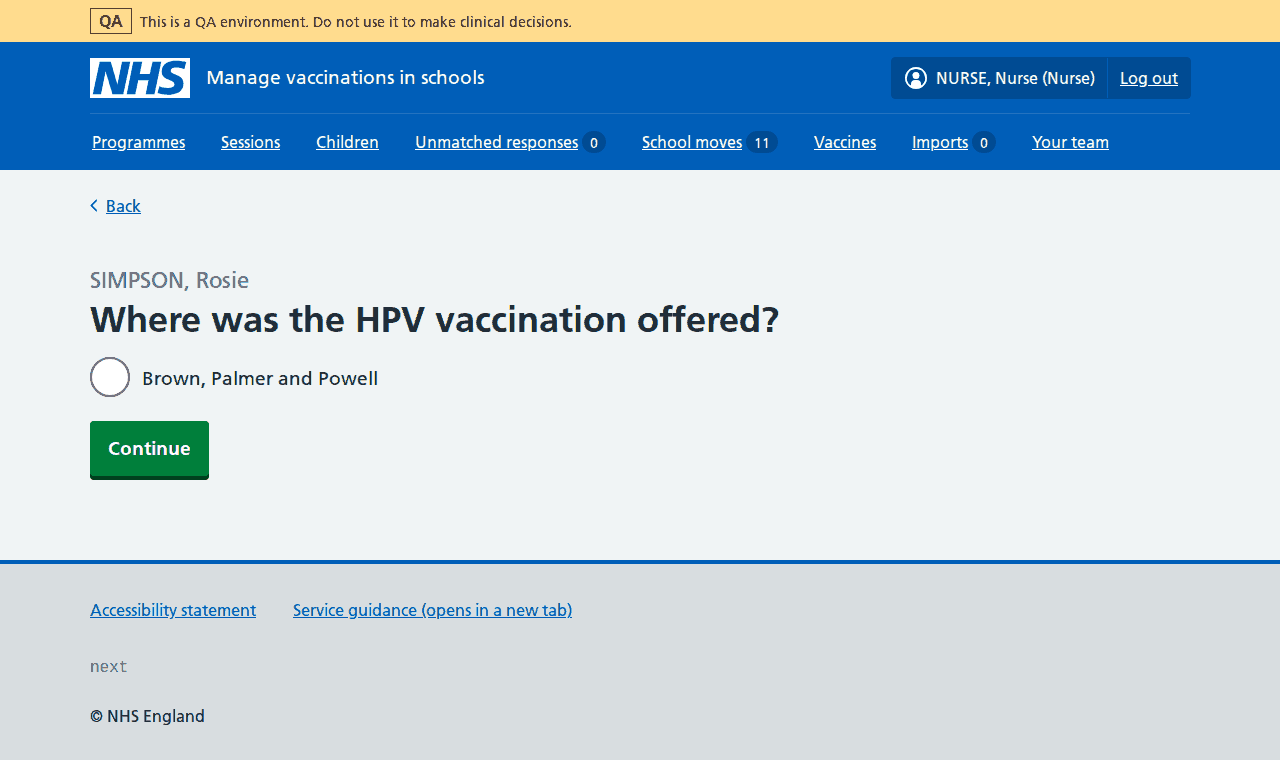 QA This is a QA environment. Do not use it to make clinical decisions.
NHS Manage vaccinations in schools NURSE, Nurse (Nurse) Log out
Programmes Sessions Children Unmatched responses 0 School moves 11 Vaccines Imports 0 Your team
Back
SIMPSON, Rosie
Where was the HPV vaccination offered?
Brown, Palmer and Powell
Continue
Accessibility statement Service guidance (opens in a new tab)
next
© NHS England